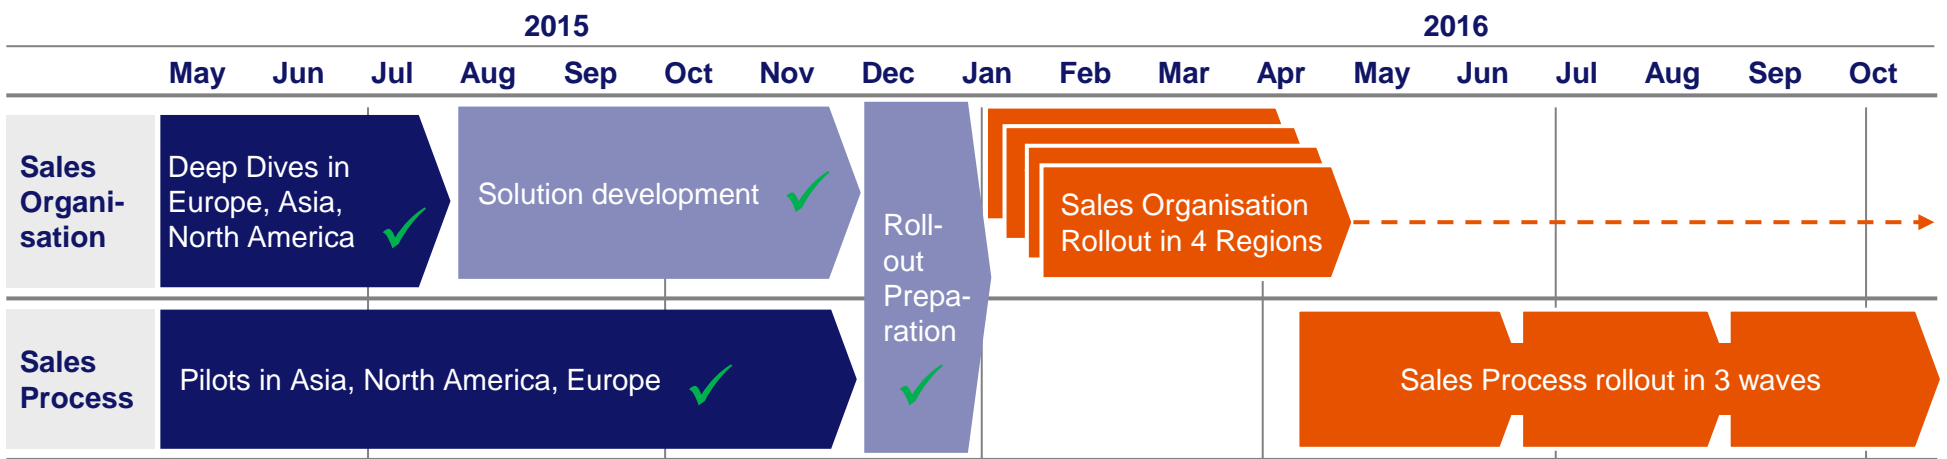 2015 2016
May Jun Jul Aug Sep Oct Nov Dec Jan Feb Mar Apr May Jun Jul Aug Sep Oct
Sales
Organi-
sation
Deep Dives in
Europe, Asia,
North America
Solution development
Roll-
out
Prepa-
ration
Sales Organisation
Rollout in 4 Regions
Sales
Process
Pilots in Asia, North America, Europe
Sales Process rollout in 3 waves